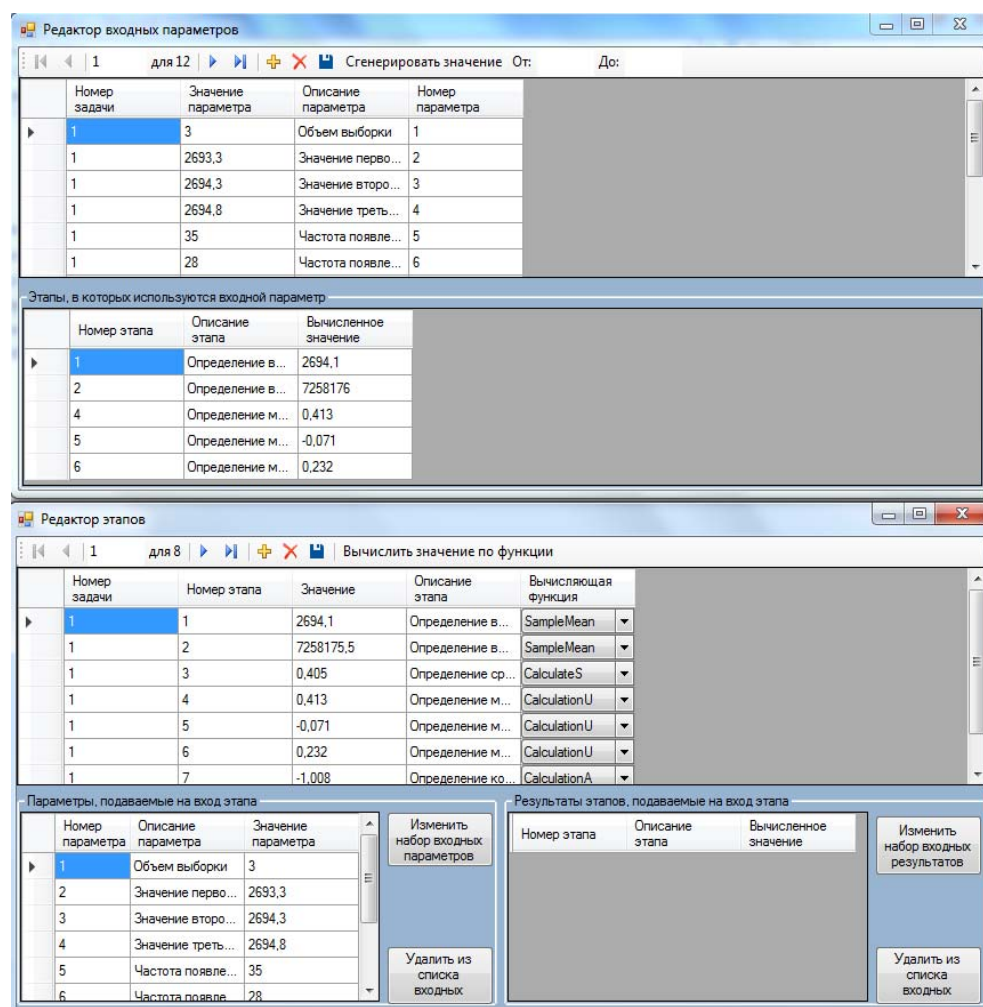 Редактор входных параметров
1 для 12 Сгенерировать значение От: До:
Номер задачи Значение параметра Описание параметра Номер параметра
1 3 Объем выборки 1
1 2693,3 Значение перво... 2
1 2694,3 Значение второ... 3
1 2694,8 Значение треть... 4
1 35 Частота появле... 5
1 28 Частота появле... 6
Этапы, в которых используются входной параметр
Номер этапа Описание этапа Вычисленное значение
1 Определение в... 2694,1
2 Определение в... 7258176
4 Определение м... 0,413
5 Определение м... -0,071
6 Определение м... 0,232
Редактор этапов
1 для 8 Вычислить значение по функции
Номер задачи Номер этапа Значение Описание этапа Вычисляющая функция
1 1 2694,1 Определение в... SampleMean
1 2 7258175,5 Определение в... SampleMean
1 3 0,405 Определение ср... CalculateS
1 4 0,413 Определение м... CalculationU
1 5 -0,071 Определение м... CalculationU
1 6 0,232 Определение м... CalculationU
1 7 -1,008 Определение ко... CalculationA
Параметры, подаваемые на вход этапа
Номер параметра Описание параметра Значение параметра
1 Объем выборки 3
2 Значение перво... 2693,3
3 Значение второ... 2694,3
4 Значение треть... 2694,8
5 Частота появле... 35
6 Частота появле... 28
Изменить
набор входных
параметров
Удалить из
списка
входных
Результаты этапов, подаваемые на вход этапа
Номер этапа Описание этапа Вычисленное значение
Изменить
набор входных
результатов
Удалить из
списка
входных